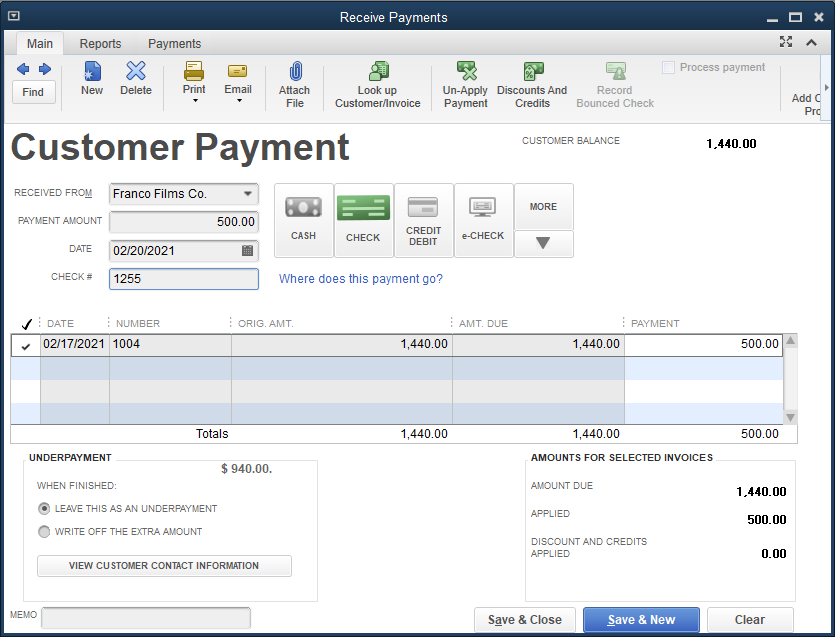 Receive Payments
Main Reports Payments
Find New Delete Print Email Attach File Look up Customer/Invoice Un-Apply Payment Discounts And Credits Record Bounced Check Process payment Add C Pro
Customer Payment
CUSTOMER BALANCE 1,440.00
RECEIVED FROM Franco Films Co.
PAYMENT AMOUNT 500.00
DATE 02/20/2021
CHECK # 1255
CASH CHECK CREDIT DEBIT e-CHECK MORE
Where does this payment go?
DATE NUMBER ORIG. AMT. AMT. DUE PAYMENT
02/17/2021 1004 1,440.00 1,440.00 500.00
Totals 1,440.00 1,440.00 500.00
UNDERPAYMENT
$ 940.00.
WHEN FINISHED:
LEAVE THIS AS AN UNDERPAYMENT
WRITE OFF THE EXTRA AMOUNT
VIEW CUSTOMER CONTACT INFORMATION
AMOUNTS FOR SELECTED INVOICES
AMOUNT DUE 1,440.00
APPLIED 500.00
DISCOUNT AND CREDITS
APPLIED 0.00
MEMO
Save & Close Save & New Clear